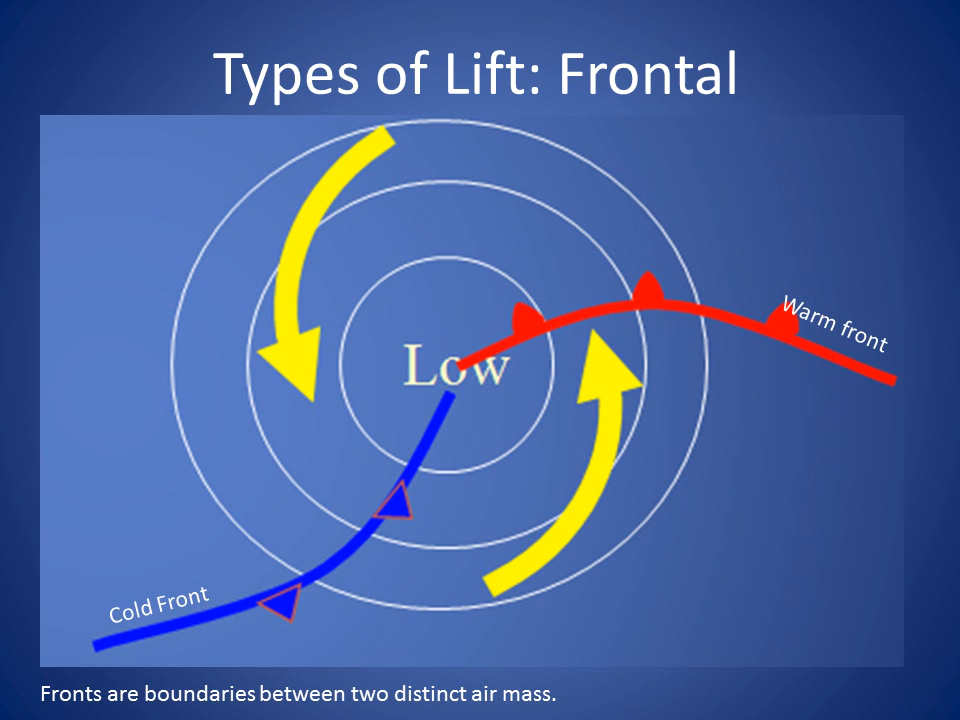 Types of Lift: Frontal
Warm front
Low
Cold Front
Fronts are boundaries between two distinct air mass.